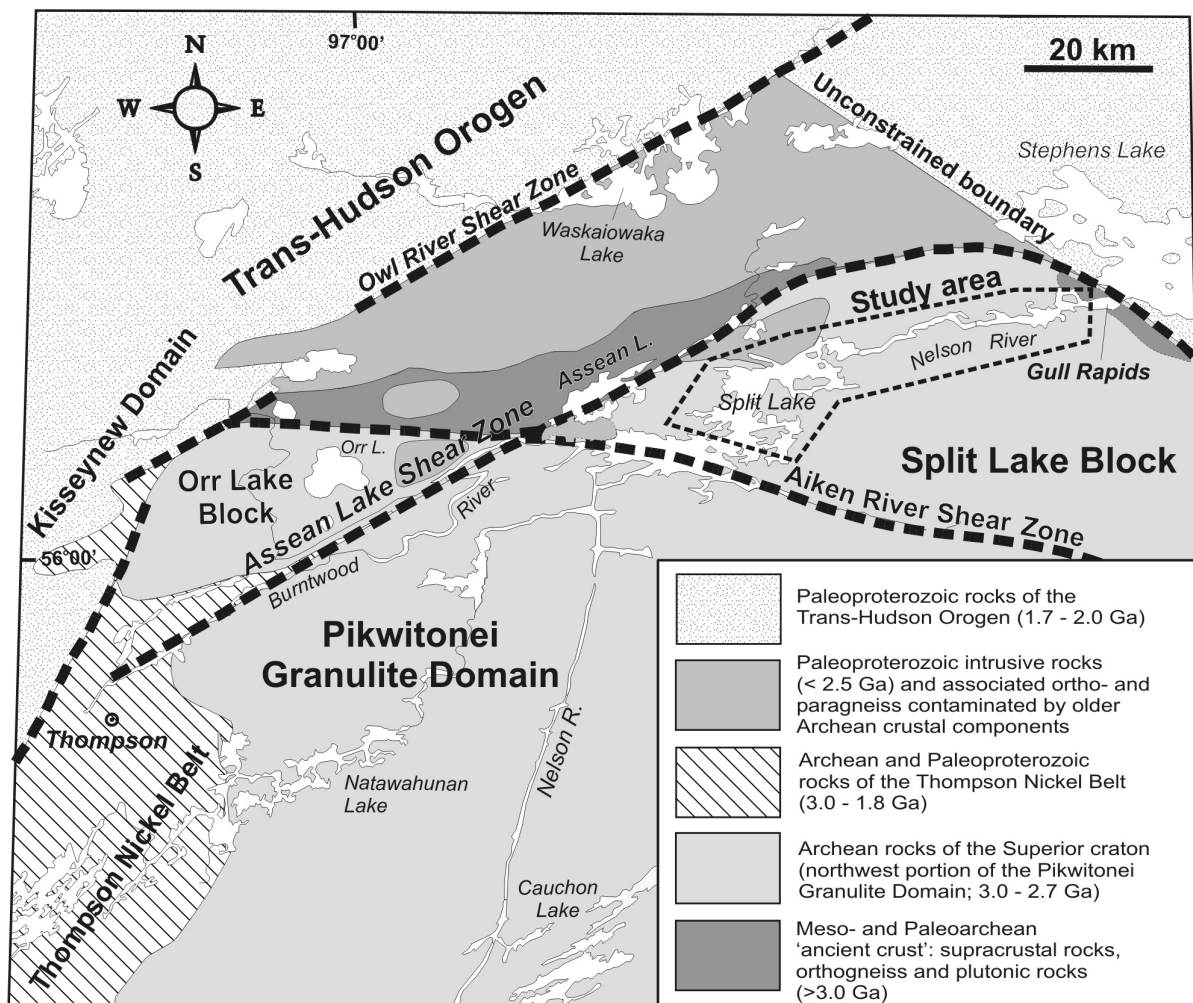 97°00'
20 km
N
W
E
S
Trans-Hudson Orogen
Unconstrained boundary
Stephens Lake
Owl River Shear Zone
Waskaiowaka
Lake
Study area
Kisseynew Domain
Assean L.
Nelson River
Gull Rapids
Split Lake
Orr L.
Orr Lake
Block
Assean Lake Shear Zone
Split Lake Block
Aiken River Shear Zone
56°00'
Burntwood River
Pikwitonei
Granulite Domain
Thompson
Thompson Nickel Belt
Natawahunan
Lake
Nelson R.
Cauchon
Lake
Paleoproterozoic rocks of the
Trans-Hudson Orogen (1.7 - 2.0 Ga)
Paleoproterozoic intrusive rocks
(< 2.5 Ga) and associated ortho- and
paragneiss contaminated by older
Archean crustal components
Archean and Paleoproterozoic
rocks of the Thompson Nickel Belt
(3.0 - 1.8 Ga)
Archean rocks of the Superior craton
(northwest portion of the Pikwitonei
Granulite Domain; 3.0 - 2.7 Ga)
Meso- and Paleoarchean
‘ancient crust’: supracrustal rocks,
orthogneiss and plutonic rocks
(>3.0 Ga)